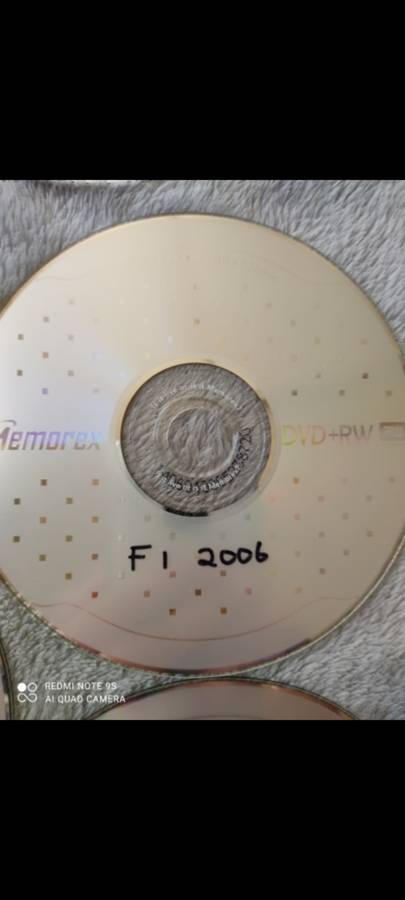 Memorex
DVD+RW
F1 2006
REDMI NOTE 9S
AI QUAD CAMERA